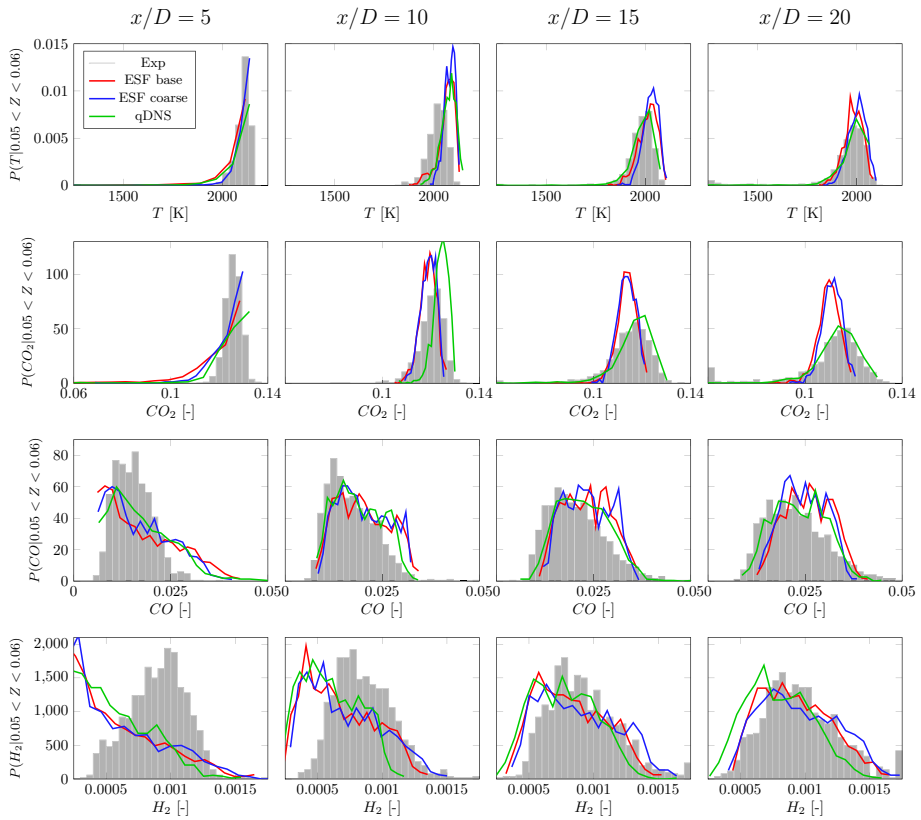 x/D = 5 x/D = 10 x/D = 15 x/D = 20
P(T|0.05 < Z < 0.06)
0.015
0.01
0.005
0
Exp
ESF base
ESF coarse
qDNS
1500 2000 1500 2000 1500 2000 1500 2000
T [K] T [K] T [K] T [K]
P(CO₂|0.05 < Z < 0.06)
100
50
0
0.06 0.1 0.14 0.1 0.14 0.1 0.14 0.1 0.14
CO₂ [-] CO₂ [-] CO₂ [-] CO₂ [-]
P(CO|0.05 < Z < 0.06)
80
60
40
20
0
0 0.025 0.05 0.025 0.05 0.025 0.05 0.025 0.05
CO [-] CO [-] CO [-] CO [-]
P(H₂|0.05 < Z < 0.06)
2,000
1,500
1,000
500
0
0.0005 0.001 0.0015 0.0005 0.001 0.0015 0.0005 0.001 0.0015 0.0005 0.001 0.0015
H₂ [-] H₂ [-] H₂ [-] H₂ [-]